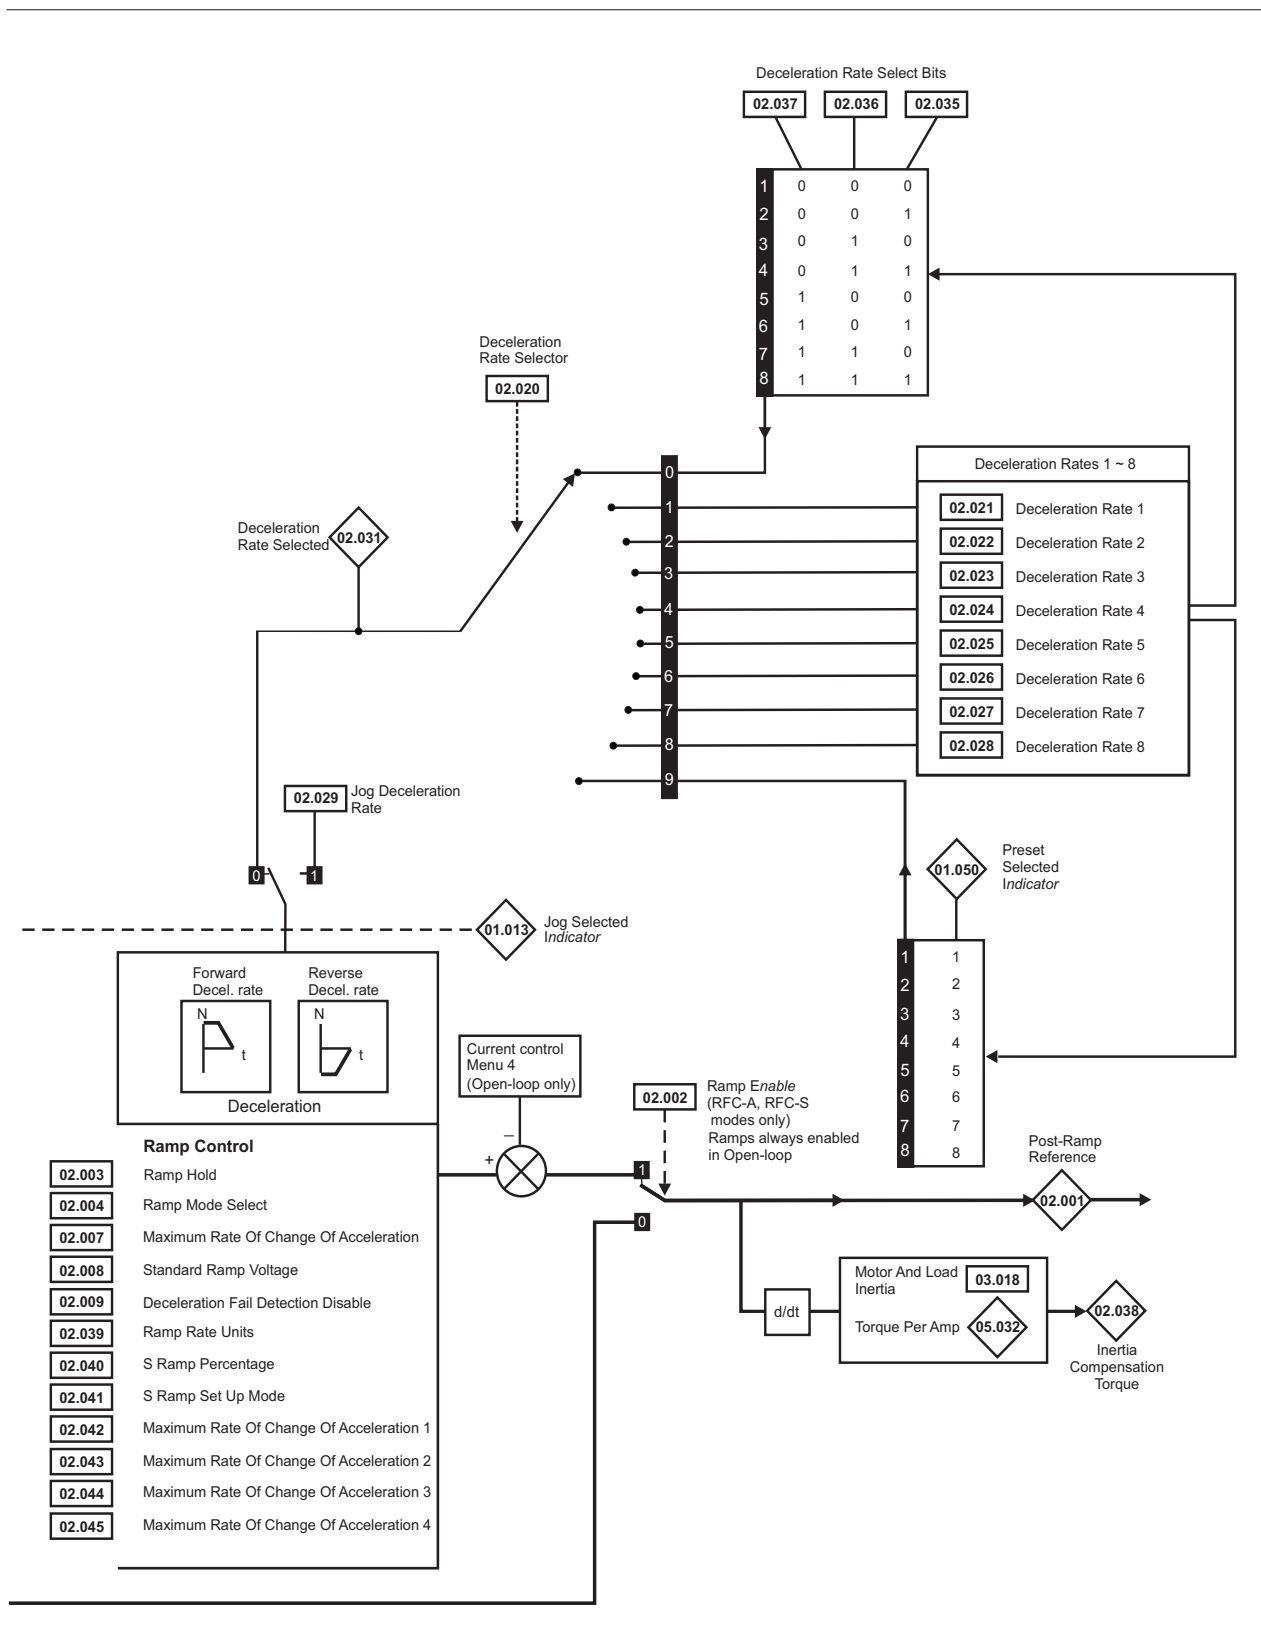 Deceleration Rate Select Bits
02.037 02.036 02.035
1 0 0 0
2 0 0 1
3 0 1 0
4 0 1 1
5 1 0 0
6 1 0 1
7 1 1 0
8 1 1 1
Deceleration
Rate Selector
02.020
0
1
2
3
4
5
6
7
8
9
Deceleration Rates 1 ~ 8
02.021 Deceleration Rate 1
02.022 Deceleration Rate 2
02.023 Deceleration Rate 3
02.024 Deceleration Rate 4
02.025 Deceleration Rate 5
02.026 Deceleration Rate 6
02.027 Deceleration Rate 7
02.028 Deceleration Rate 8
Deceleration
Rate Selected
02.031
02.029
Jog Deceleration
Rate
0 1
01.013
Jog Selected
Indicator
01.050
Preset
Selected
Indicator
1 1
2 2
3 3
4 4
5 5
6 6
7 7
8 8
Forward
Decel. rate
N
t
Reverse
Decel. rate
N
t
Deceleration
Ramp Control
02.003 Ramp Hold
02.004 Ramp Mode Select
02.007 Maximum Rate Of Change Of Acceleration
02.008 Standard Ramp Voltage
02.009 Deceleration Fail Detection Disable
02.039 Ramp Rate Units
02.040 S Ramp Percentage
02.041 S Ramp Set Up Mode
02.042 Maximum Rate Of Change Of Acceleration 1
02.043 Maximum Rate Of Change Of Acceleration 2
02.044 Maximum Rate Of Change Of Acceleration 3
02.045 Maximum Rate Of Change Of Acceleration 4
Current control
Menu 4
(Open-loop only)
–
+
02.002
Ramp Enable
(RFC-A, RFC-S
modes only)
Ramps always enabled
in Open-loop
1
0
Post-Ramp
Reference
02.001
d/dt
Motor And Load
Inertia
03.018
Torque Per Amp 05.032
02.038
Inertia
Compensation
Torque